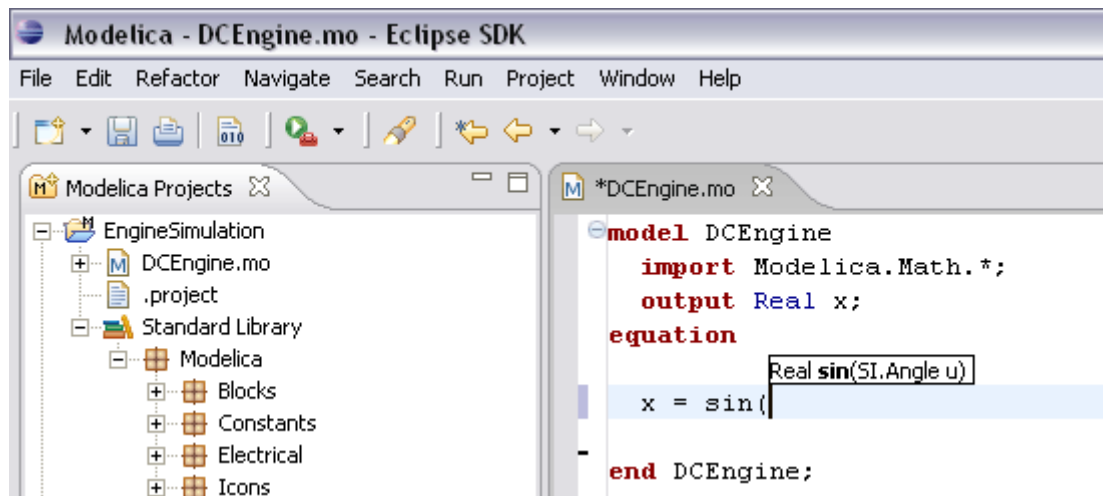 Modelica - DCEngine.mo - Eclipse SDK
File Edit Refactor Navigate Search Run Project Window Help
010
Modelica Projects
EngineSimulation
DCEngine.mo
.project
Standard Library
Modelica
Blocks
Constants
Electrical
Icons
*DCEngine.mo
model DCEngine
import Modelica.Math.*;
output Real x;
equation
Real sin(SI.Angle u)
x = sin(
end DCEngine;